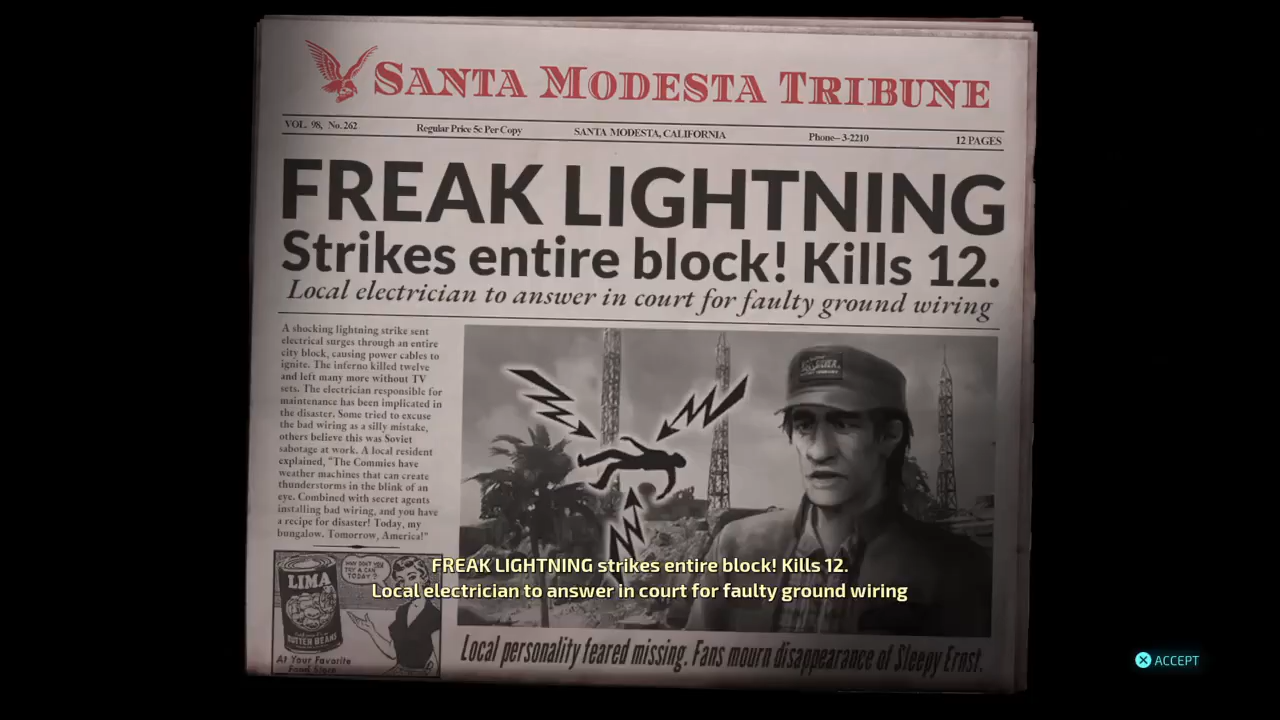 SANTA MODESTA TRIBUNE
VOL. 98, No. 262 Regular Price 5c Per Copy SANTA MODESTA, CALIFORNIA Phone–3-2210 12 PAGES
FREAK LIGHTNING
Strikes entire block! Kills 12.
Local electrician to answer in court for faulty ground wiring
A shocking lightning strike sent
electrical surges through an entire
city block, causing power cables to
ignite. The inferno killed twelve
and left many more without TV
sets. The electrician responsible for
maintenance has been implicated in
the disaster. Some tried to excuse
the bad wiring as a silly mistake,
others believe this was Soviet
sabotage at work. A local resident
explained, "The Commies have
weather machines that can create
thunderstorms in the blink of an
eye. Combined with secret agents
installing bad wiring, and you have
a recipe for disaster! Today, my
bungalow. Tomorrow, America!"
WHY DON'T YOU
TRY A CAN
TODAY?
LIMA
BUTTER BEANS
At Your Favorite
Food Store
FREAK LIGHTNING strikes entire block! Kills 12.
Local electrician to answer in court for faulty ground wiring
Local personality feared missing. Fans mourn disappearance of Sleepy Ernst.
ACCEPT